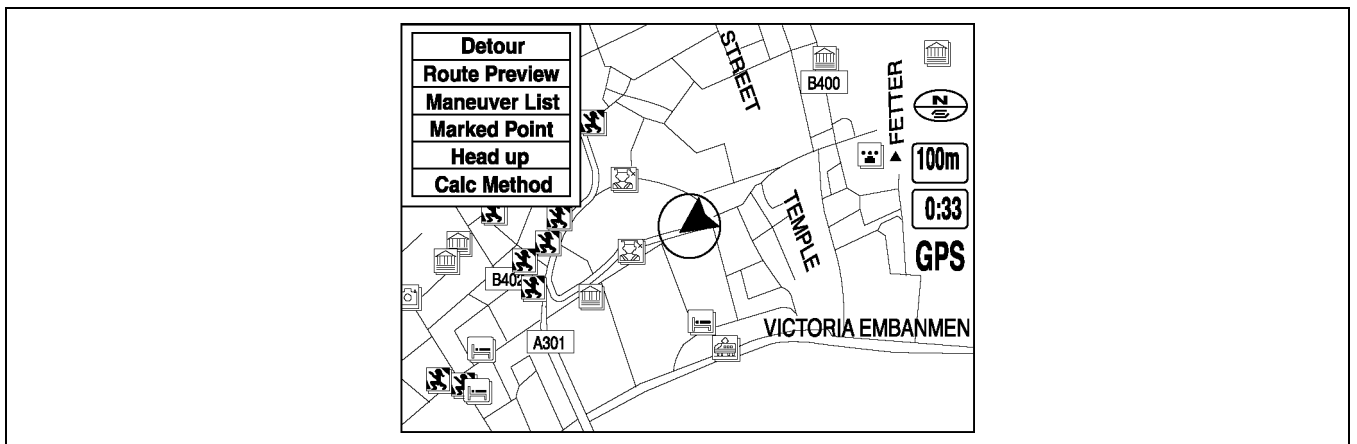 Detour
Route Preview
Maneuver List
Marked Point
Head up
Calc Method
STREET
B400
FETTER
N
100m
0:33
GPS
TEMPLE
B402
VICTORIA EMBANMEN
A301